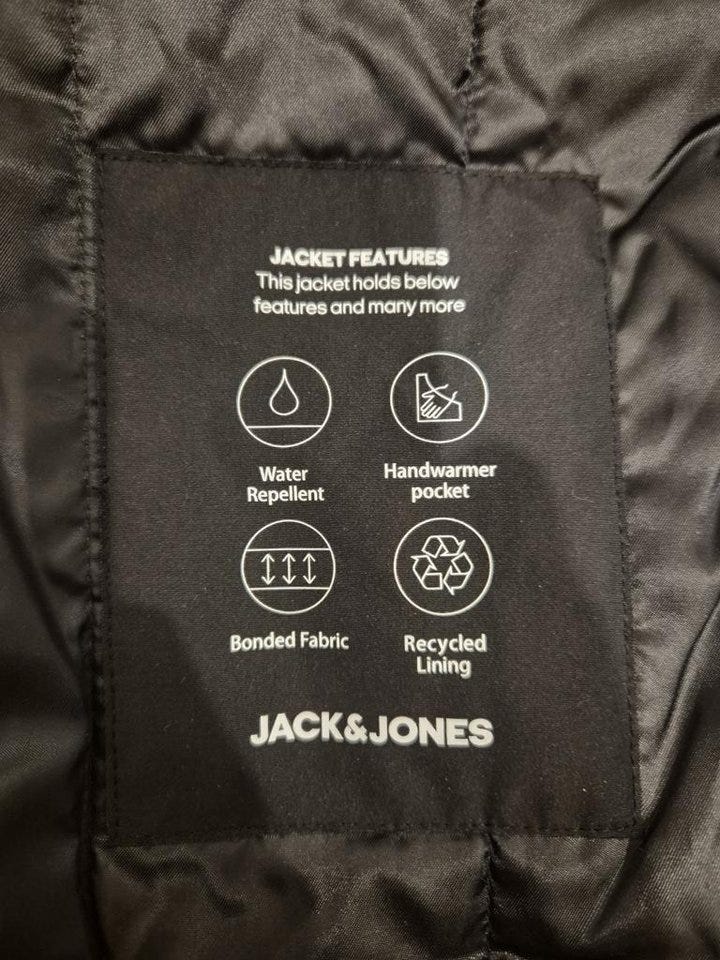 JACKET FEATURES
This jacket holds below
features and many more
Water
Repellent
Handwarmer
pocket
Bonded Fabric
Recycled
Lining
JACK&JONES